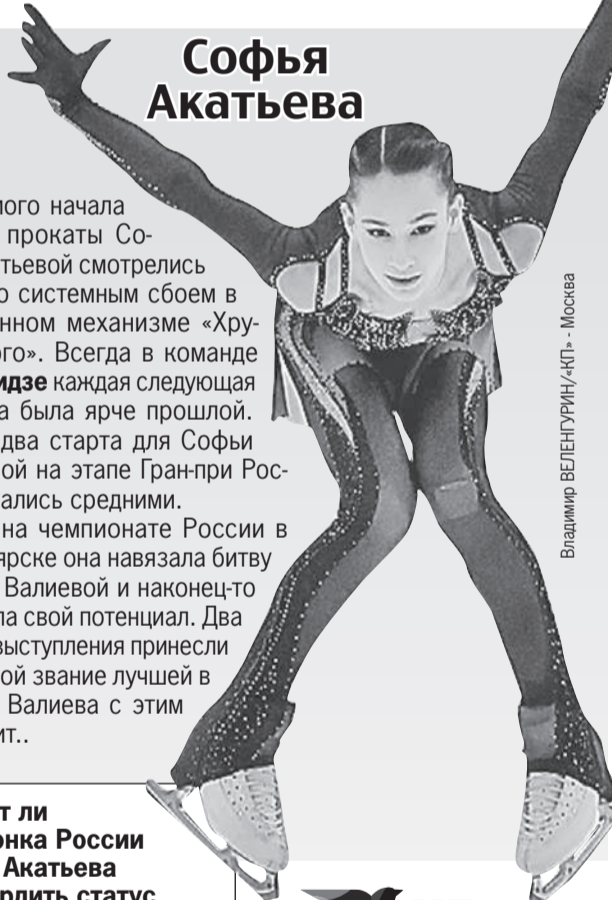 Софья
Акатьева
мого начала
прокаты Со-
тьевой смотрелись
о системным сбоем в
нном механизме «Хру-
ого». Всегда в команде
идзе каждая следующая
а была ярче прошлой.
два старта для Софьи
ой на этапе Гран-при Рос-
ались средними.
на чемпионате России в
ярске она навязала битву
Валиевой и наконец-то
ла свой потенциал. Два
выступления принесли
ой звание лучшей в
Валиева с этим
ит..
т ли
онка России
Акатьева
рдить статус
Владимир ВЕЛЕНГУРИН/«КП» - Москва